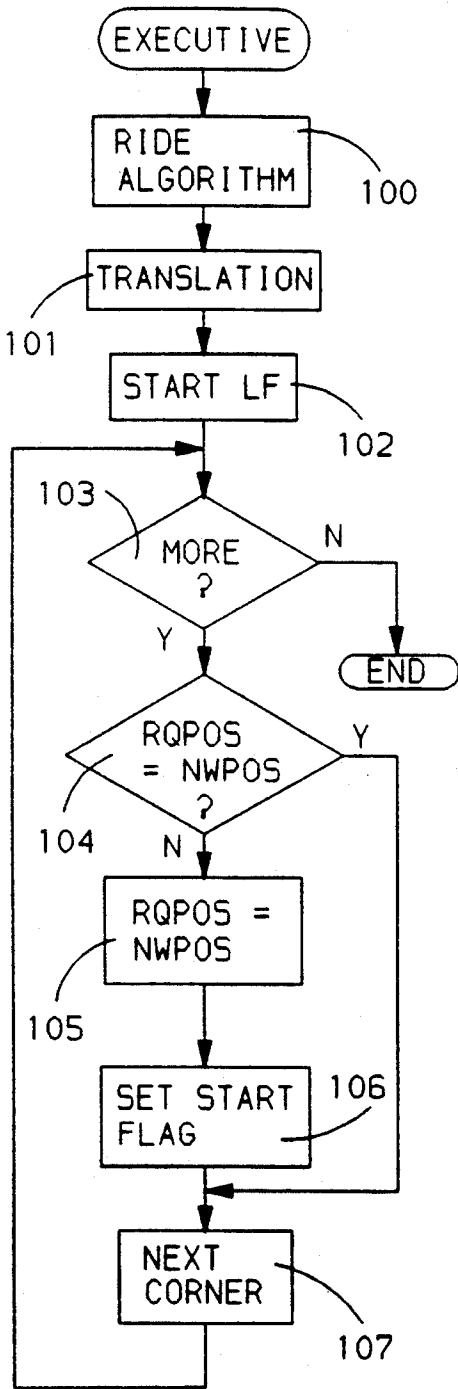 EXECUTIVE
RIDE
ALGORITHM
100
TRANSLATION
101
START LF
102
103
MORE
?
N
Y
END
RQPOS
= NWPOS
?
Y
104
N
RQPOS =
NWPOS
105
SET START
FLAG
106
NEXT
CORNER
107